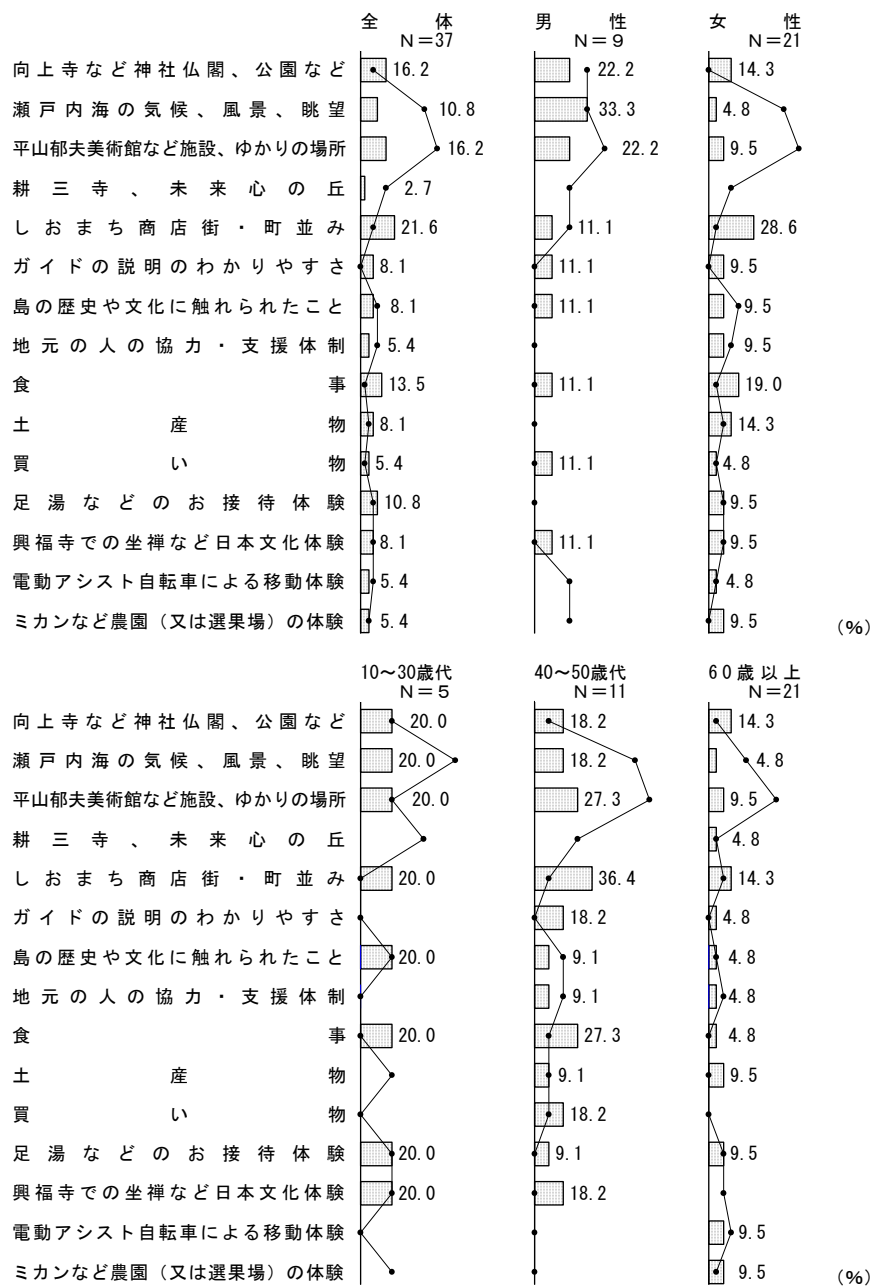 全体 男性 女性
N=37 N=9 N=21
向上寺など神社仏閣、公園など 16.2 22.2 14.3
瀬戸内海の気候、風景、眺望 10.8 33.3 4.8
平山郁夫美術館など施設、ゆかりの場所 16.2 22.2 9.5
耕三寺、未来心の丘 2.7
しおまち商店街・町並み 21.6 11.1 28.6
ガイドの説明のわかりやすさ 8.1 11.1 9.5
島の歴史や文化に触れられたこと 8.1 11.1 9.5
地元の人の協力・支援体制 5.4 9.5
食事 13.5 11.1 19.0
土産物 8.1 14.3
買い物 5.4 11.1 4.8
足湯などのお接待体験 10.8 9.5
興福寺での坐禅など日本文化体験 8.1 11.1 9.5
電動アシスト自転車による移動体験 5.4 4.8
ミカンなど農園（又は選果場）の体験 5.4 9.5 (%)
10～30歳代 40～50歳代 60歳以上
N=5 N=11 N=21
向上寺など神社仏閣、公園など 20.0 18.2 14.3
瀬戸内海の気候、風景、眺望 20.0 18.2 4.8
平山郁夫美術館など施設、ゆかりの場所 20.0 27.3 9.5
耕三寺、未来心の丘 4.8
しおまち商店街・町並み 20.0 36.4 14.3
ガイドの説明のわかりやすさ 18.2 4.8
島の歴史や文化に触れられたこと 20.0 9.1 4.8
地元の人の協力・支援体制 9.1 4.8
食事 20.0 27.3 4.8
土産物 9.1 9.5
買い物 18.2
足湯などのお接待体験 20.0 9.1 9.5
興福寺での坐禅など日本文化体験 20.0 18.2
電動アシスト自転車による移動体験 9.5
ミカンなど農園（又は選果場）の体験 9.5 (%)